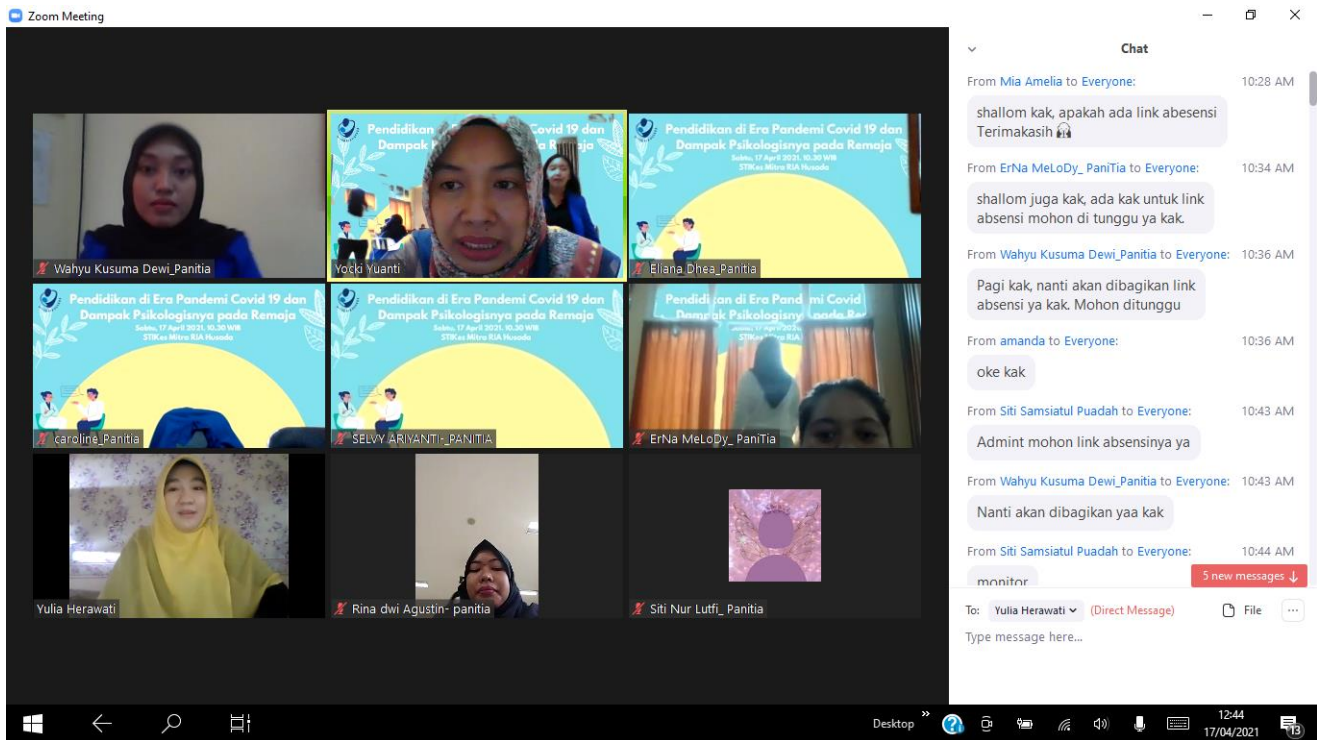 Zoom Meeting
Wahyu Kusuma Dewi_Panitia
Pendidikan Covid 19 dan
Dampak
Yocki Yuanti
Pendidikan di Era Pandemi Covid 19 dan
Dampak Psikologisnya pada Remaja
Sabtu, 17 April 2021, 10.30 WIB
STIKes Mitra RIA Husada
Eliana Dhea_Panitia
Pendidikan di Era Pandemi Covid 19 dan
Dampak Psikologisnya pada Remaja
Sabtu, 17 April 2021, 10.30 WIB
STIKes Mitra RIA Husada
caroline_Panitia
Pendidikan di Era Pandemi Covid 19 dan
Dampak Psikologisnya pada Remaja
Sabtu, 17 April 2021, 10.30 WIB
STIKes Mitra RIA Husada
SELVY ARIYANTI-_PANITIA
Covid
Dampak Psikologisnya
ErNa MeLoDy_ PaniTia
Yulia Herawati
Rina dwi Agustin- panitia
Siti Nur Lutfi_ Panitia
Chat
From Mia Amelia to Everyone: 10:28 AM
shallom kak, apakah ada link abesensi
Terimakasih
From ErNa MeLoDy_ PaniTia to Everyone: 10:34 AM
shallom juga kak, ada kak untuk link
absensi mohon di tunggu ya kak.
From Wahyu Kusuma Dewi_Panitia to Everyone: 10:36 AM
Pagi kak, nanti akan dibagikan link
absensi ya kak. Mohon ditunggu
From amanda to Everyone: 10:36 AM
oke kak
From Siti Samsiatul Puadah to Everyone: 10:43 AM
Admint mohon link absensinya ya
From Wahyu Kusuma Dewi_Panitia to Everyone: 10:43 AM
Nanti akan dibagikan yaa kak
From Siti Samsiatul Puadah to Everyone: 10:44 AM
monitor
5 new messages
To: Yulia Herawati (Direct Message) File
Type message here...
Desktop
12:44
17/04/2021
13